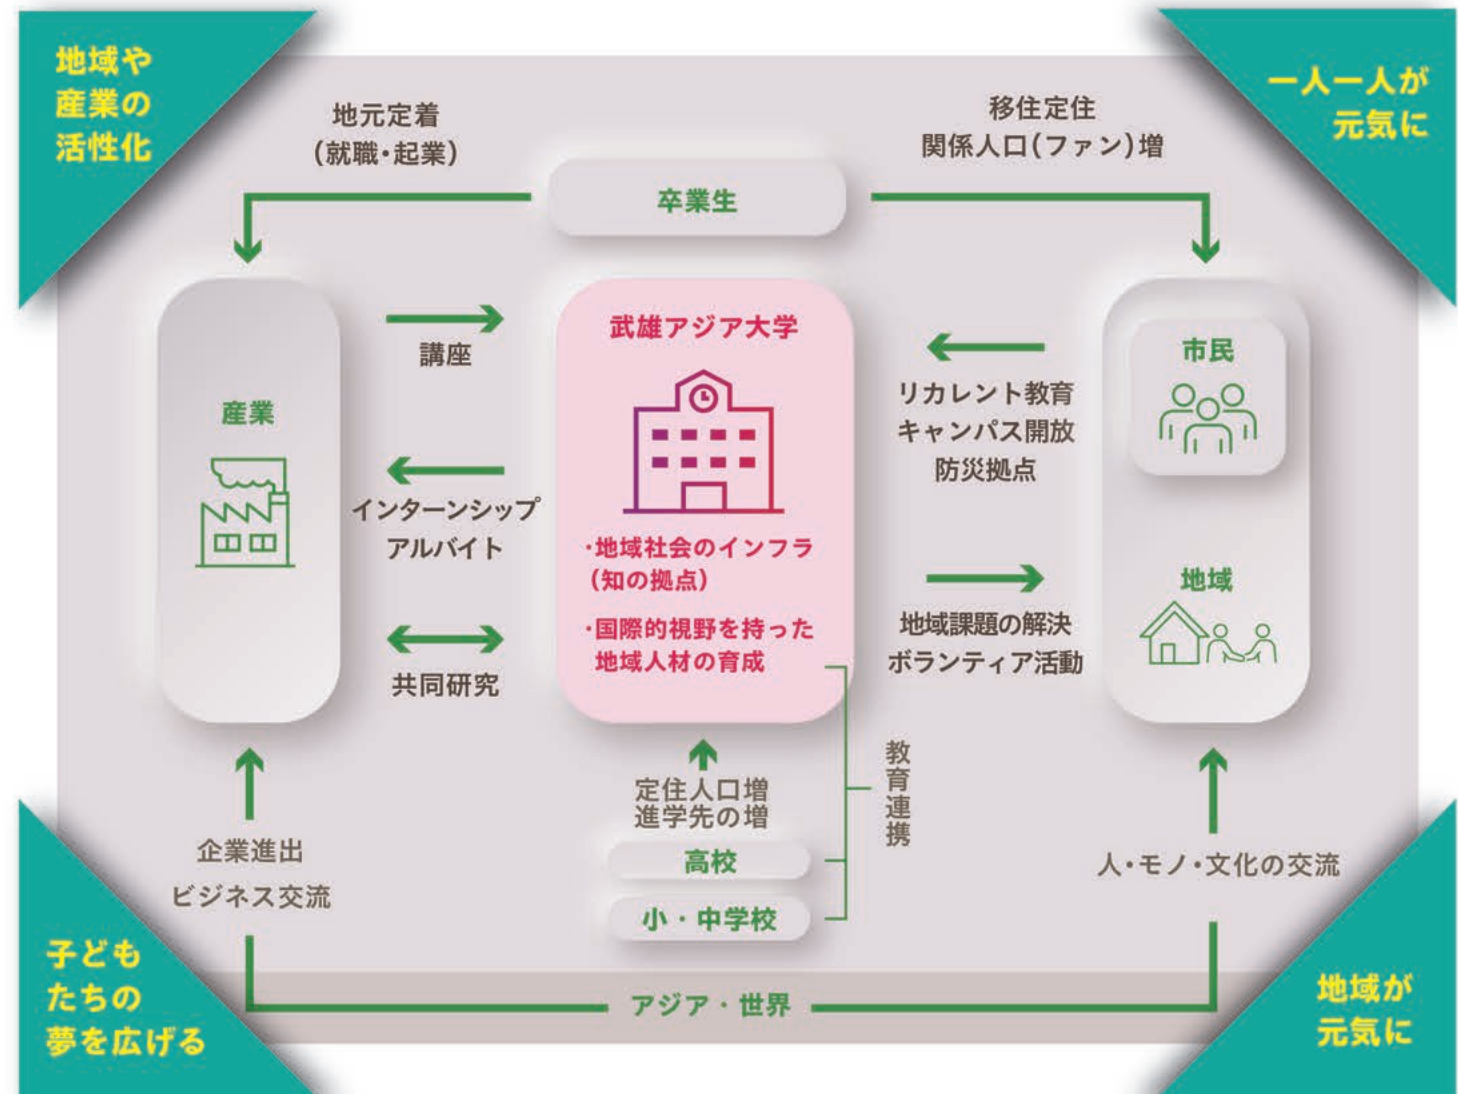 地域や
産業の
活性化
一人一人が
元気に
地元定着
(就職・起業)
移住定住
関係人口(ファン)増
卒業生
産業
講座
インターンシップ
アルバイト
共同研究
武雄アジア大学
・地域社会のインフラ
(知の拠点)
・国際的視野を持った
地域人材の育成
リカレント教育
キャンパス開放
防災拠点
地域課題の解決
ボランティア活動
市民
地域
定住人口増
進学先の増
高校
小・中学校
教育連携
企業進出
ビジネス交流
人・モノ・文化の交流
アジア・世界
子ども
たちの
夢を広げる
地域が
元気に